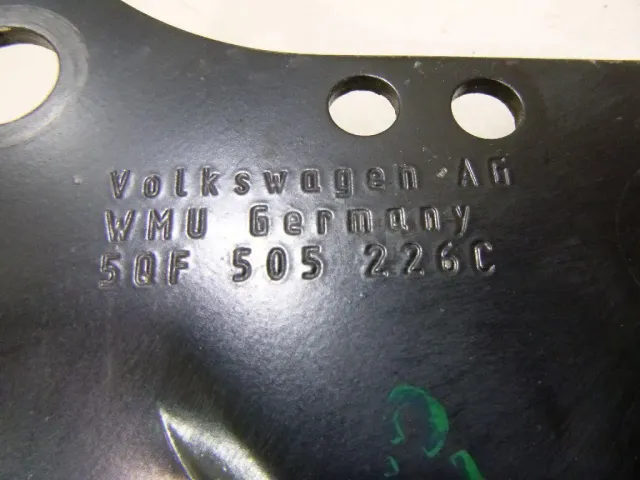 Volkswagen AG
WMU Germany
5QF 505 226C